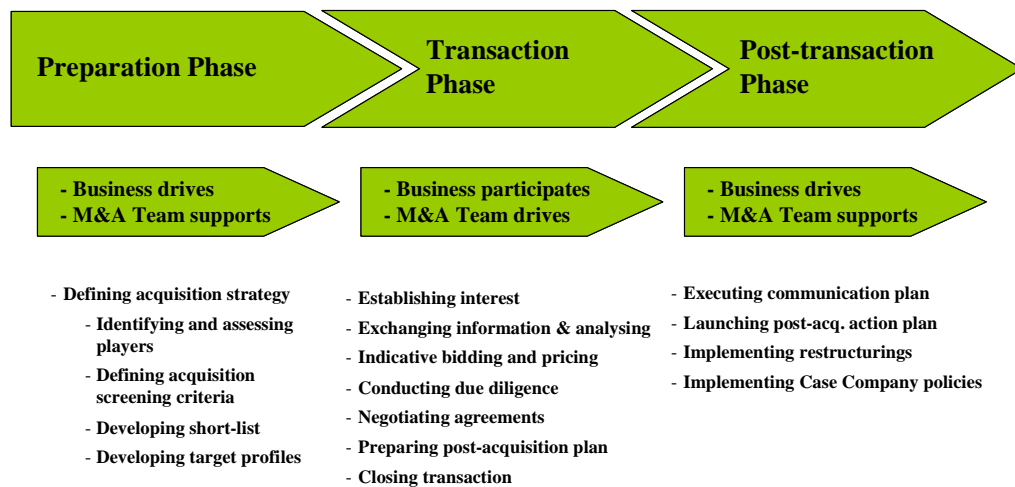 Preparation Phase
Transaction
Phase
Post-transaction
Phase
- Business drives
- M&A Team supports
- Business participates
- M&A Team drives
- Business drives
- M&A Team supports
- Defining acquisition strategy
- Identifying and assessing
players
- Defining acquisition
screening criteria
- Developing short-list
- Developing target profiles
- Establishing interest
- Exchanging information & analysing
- Indicative bidding and pricing
- Conducting due diligence
- Negotiating agreements
- Preparing post-acquisition plan
- Closing transaction
- Executing communication plan
- Launching post-acq. action plan
- Implementing restructurings
- Implementing Case Company policies